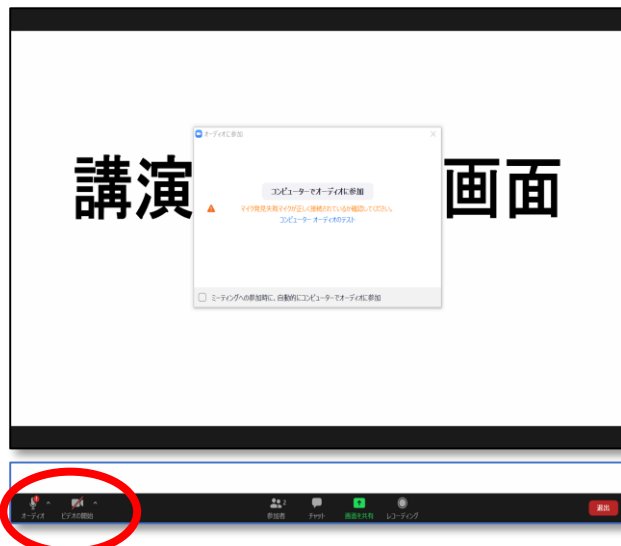 オーディオに参加
講演 画面
コンピューターでオーディオに参加
マイク発見失敗マイクが正しく接続されているか確認してください。
コンピューター オーディオのテスト
ミーティングへの参加時に、自動的にコンピューターでオーディオに参加
オーディオ ビデオの開始 参加者 2 チャット 画面を共有 レコーディング 退出